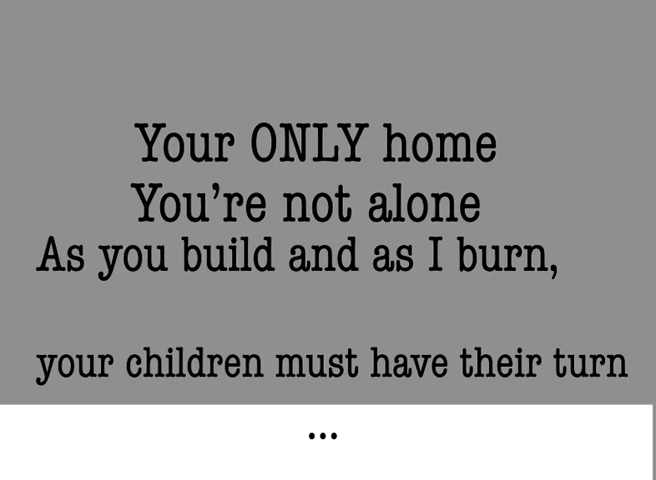 Your ONLY home
You’re not alone
As you build and as I burn,
your children must have their turn
...